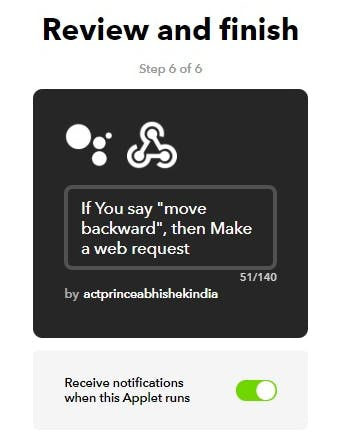 Review and finish
Step 6 of 6
If You say "move
backward", then Make
a web request
51/140
by actprinceabhishekindia
Receive notifications
when this Applet runs